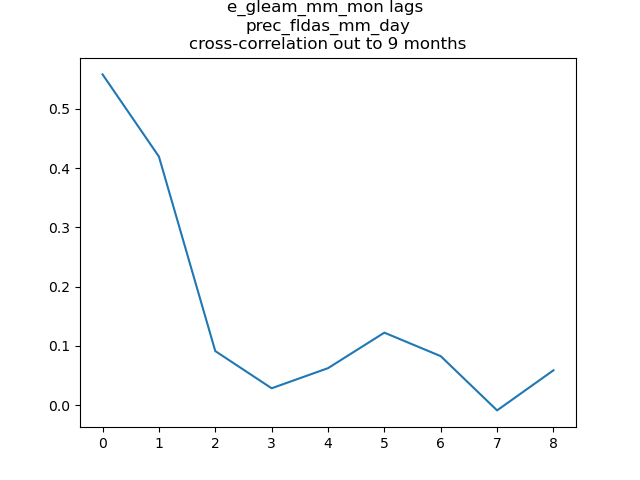 e_gleam_mm_mon lags
prec_fldas_mm_day
cross-correlation out to 9 months
0.5
0.4
0.3
0.2
0.1
0.0
0 1 2 3 4 5 6 7 8